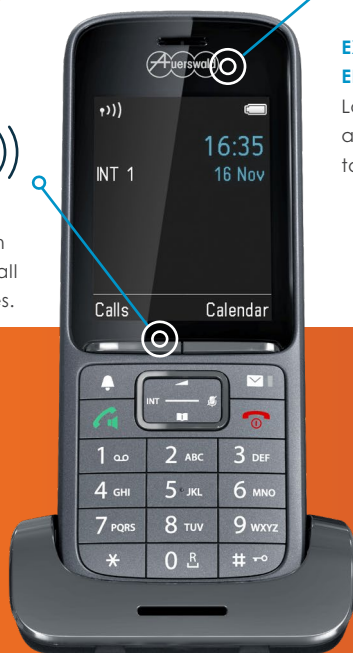 Auerswald
16:35
INT 1
16 Nov
all
Calls
Calendar
INT
1
2 ABC
3 DEF
4 GHI
5 JKL
6 MNO
7 PQRS
8 TUV
9 WXYZ
*
0 R
#